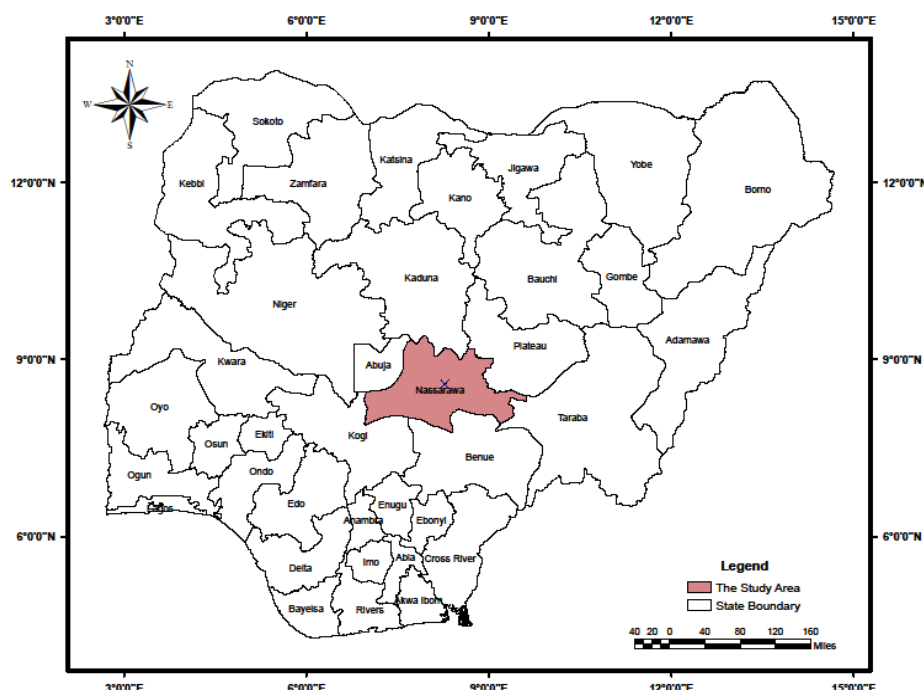 3°0'0"E 6°0'0"E 9°0'0"E 12°0'0"E 15°0'0"E
N
W E
S
Sokoto
Katsina
Jigawa
Yobe
Kebbi
Zamfara
Kano
Borno
12°0'0"N 12°0'0"N
Kaduna
Bauchi
Gombe
Niger
Plateau
Adamawa
9°0'0"N 9°0'0"N
Kwara
Abuja
Nassarawa
Oyo
Taraba
Osun
Ekiti
Kogi
Benue
Ogun
Ondo
Edo
Enugu
Lagos
Anambra
Ebonyi
6°0'0"N 6°0'0"N
Delta
Imo
Abia
Cross River
Bayelsa
Rivers
Akwa Ibom
Legend
The Study Area
State Boundary
40 20 0 40 80 120 160
Miles
3°0'0"E 6°0'0"E 9°0'0"E 12°0'0"E 15°0'0"E